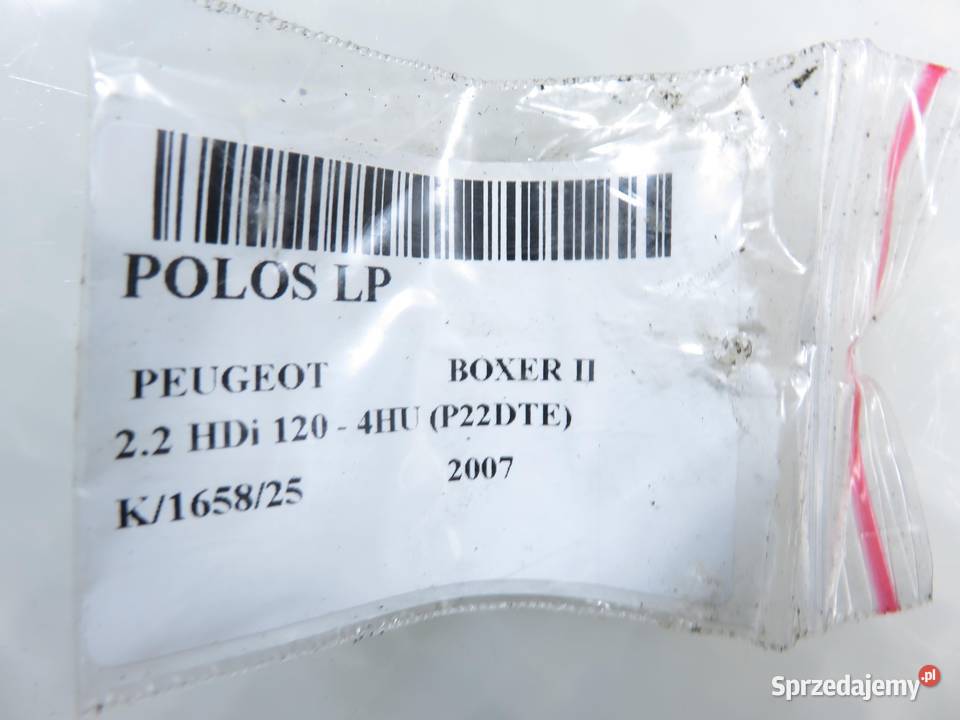 POLOS LP
PEUGEOT BOXER II
2.2 HDi 120 - 4HU (P22DTE)
K/1658/25 2007
Sprzedajemy.pl